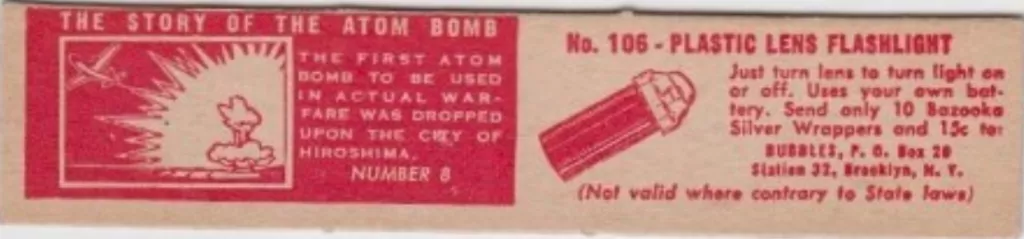 THE STORY OF THE ATOM BOMB
THE FIRST ATOM
BOMB TO BE USED
IN ACTUAL WAR-
FARE WAS DROPPED
UPON THE CITY OF
HIROSHIMA.
NUMBER 8
No. 106 - PLASTIC LENS FLASHLIGHT
Just turn lens to turn light on
or off. Uses your own bat-
tery. Send only 10 Bazooka
Silver Wrappers and 15c to:
BUBBLES, P. O. Box 20
Station 32, Brooklyn, N. Y.
(Not valid where contrary to State laws)